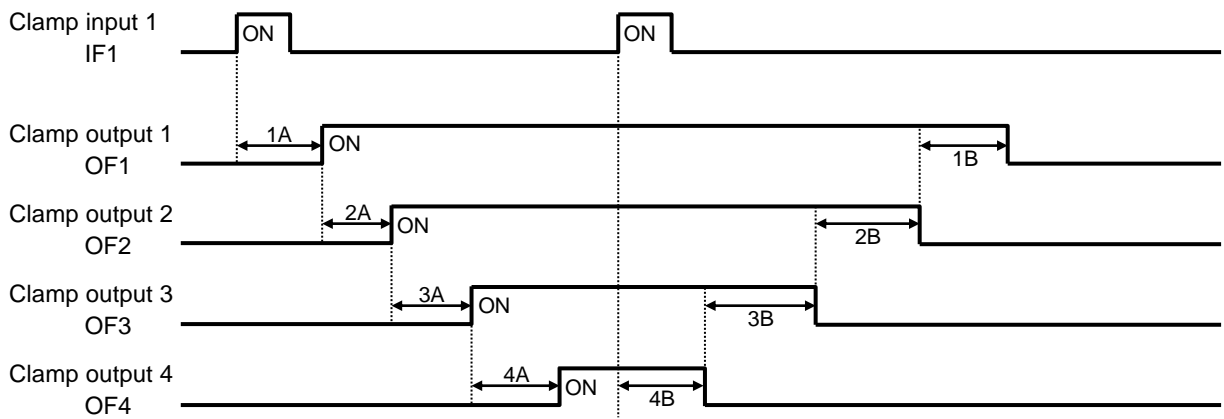 Clamp input 1
IF1
ON
ON
Clamp output 1
OF1
1A
ON
1B
Clamp output 2
OF2
2A
ON
2B
Clamp output 3
OF3
3A
ON
3B
Clamp output 4
OF4
4A
ON
4B